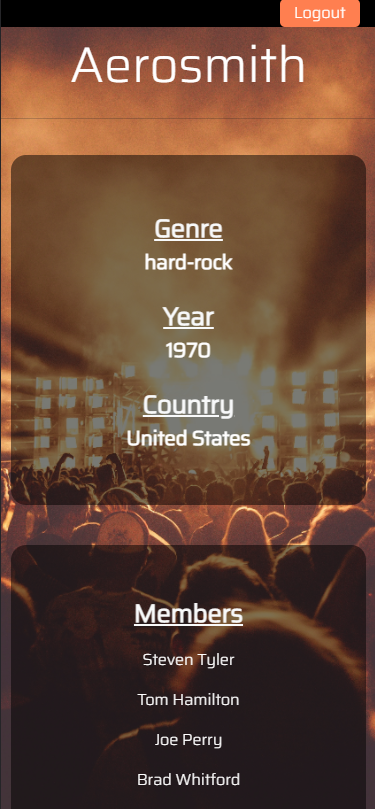 Logout
Aerosmith
Genre
hard-rock
Year
1970
Country
United States
Members
Steven Tyler
Tom Hamilton
Joe Perry
Brad Whitford